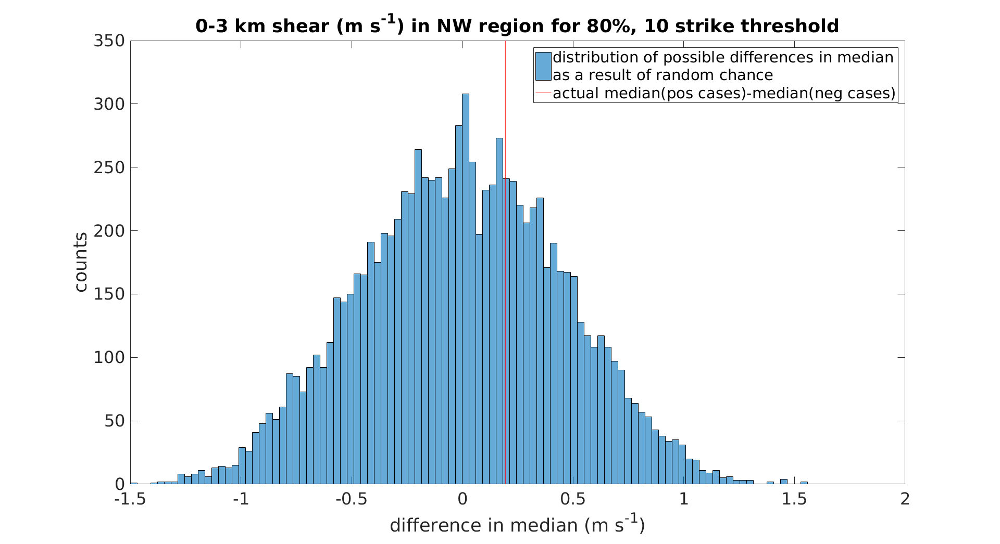 0-3 km shear (m s-1) in NW region for 80%, 10 strike threshold
350
300
250
200
150
100
50
0
counts
distribution of possible differences in median
as a result of random chance
actual median(pos cases)-median(neg cases)
-1.5 -1 -0.5 0 0.5 1 1.5 2
difference in median (m s-1)